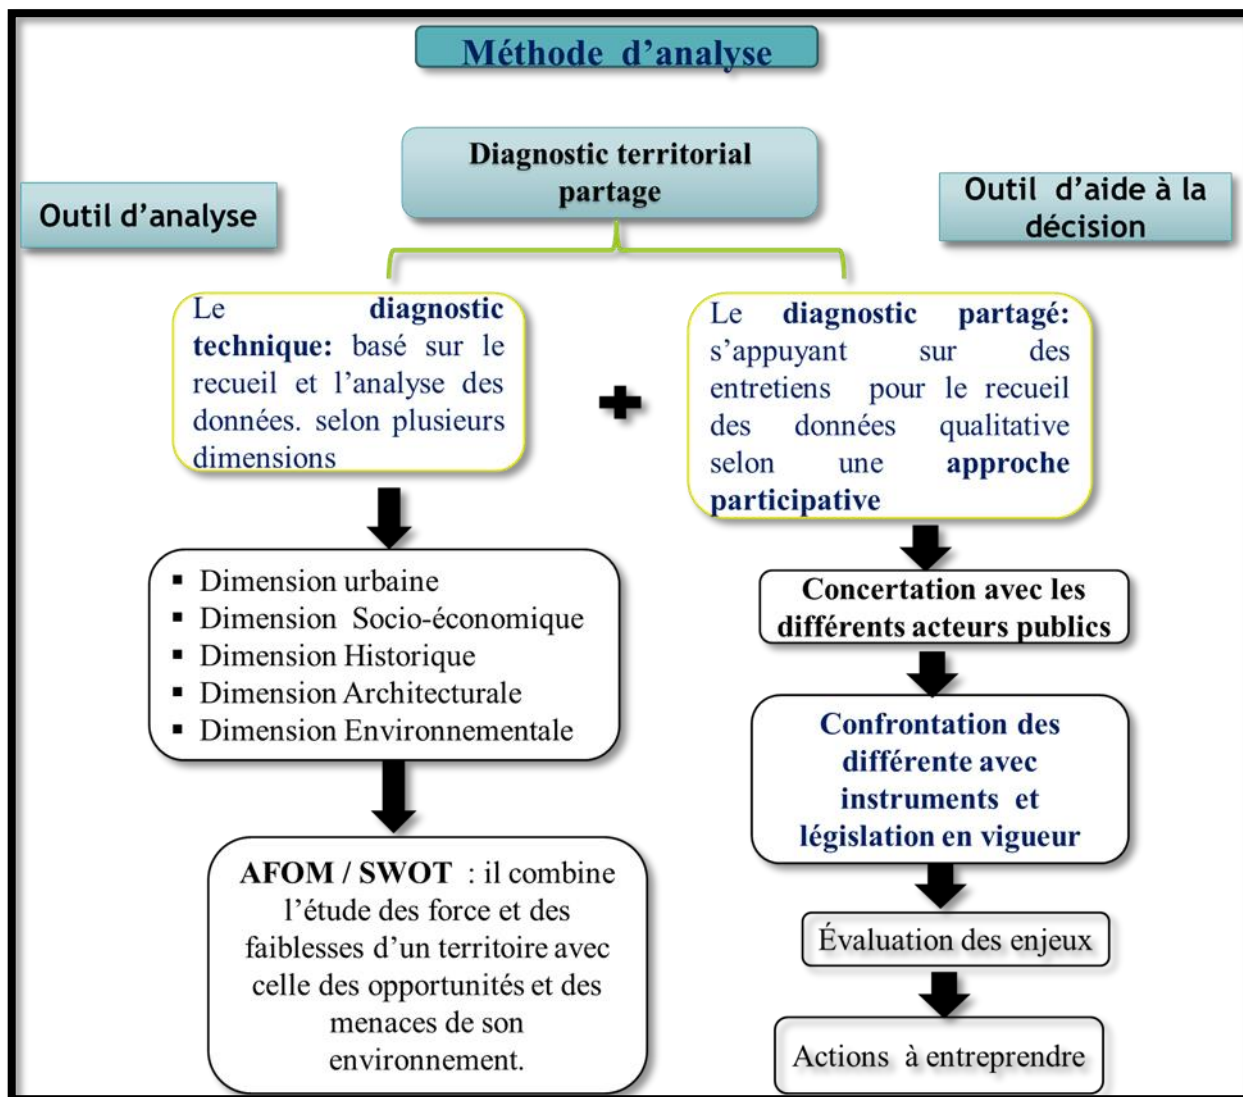 Méthode d’analyse
Diagnostic territorial
partage
Outil d’analyse
Outil d’aide à la
décision
Le diagnostic
technique: basé sur le
recueil et l’analyse des
données. selon plusieurs
dimensions
Le diagnostic partagé:
s’appuyant sur des
entretiens pour le recueil
des données qualitative
selon une approche
participative
▪ Dimension urbaine
▪ Dimension Socio-économique
▪ Dimension Historique
▪ Dimension Architecturale
▪ Dimension Environnementale
AFOM / SWOT : il combine
l’étude des force et des
faiblesses d’un territoire avec
celle des opportunités et des
menaces de son
environnement.
Concertation avec les
différents acteurs publics
Confrontation des
différente avec
instruments et
législation en vigueur
Évaluation des enjeux
Actions à entreprendre